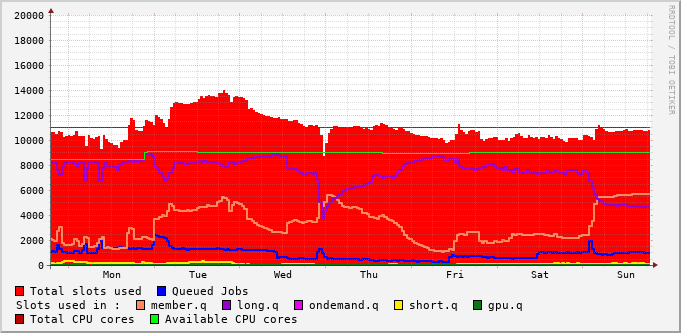 RRDTOOL / TOBI OETIKER
20000
18000
16000
14000
12000
10000
8000
6000
4000
2000
0
Mon Tue Wed Thu Fri Sat Sun
Total slots used Queued Jobs
Slots used in : member.q long.q ondemand.q short.q gpu.q
Total CPU cores Available CPU cores